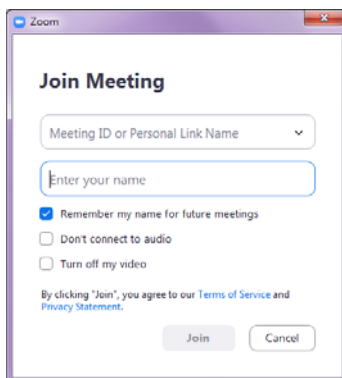 Zoom
Join Meeting
Meeting ID or Personal Link Name
Enter your name
Remember my name for future meetings
Don't connect to audio
Turn off my video
By clicking "Join", you agree to our Terms of Service and
Privacy Statement.
Join Cancel